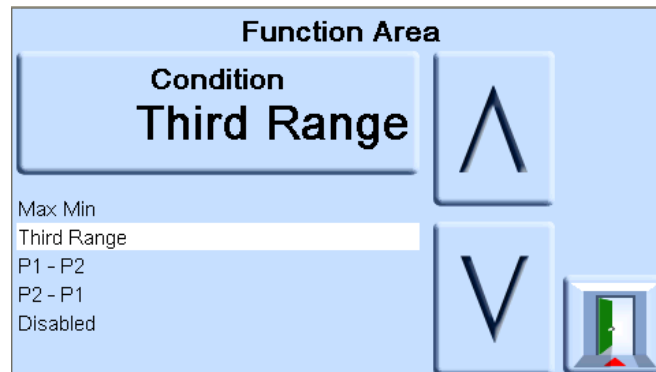 Function Area
Condition
Third Range
Max Min
Third Range
P1 - P2
P2 - P1
Disabled